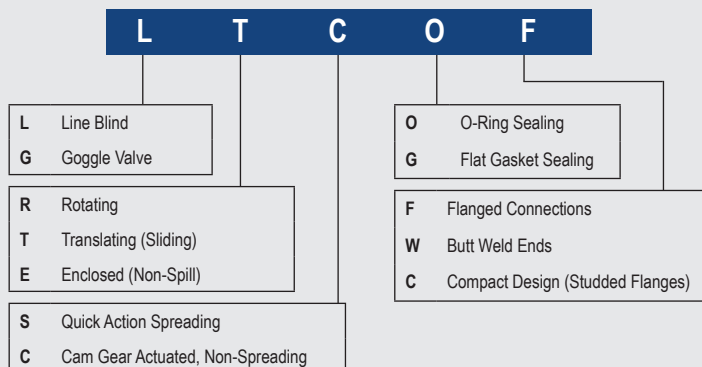 L T C O F
L Line Blind
G Goggle Valve
R Rotating
T Translating (Sliding)
E Enclosed (Non-Spill)
S Quick Action Spreading
C Cam Gear Actuated, Non-Spreading
O O-Ring Sealing
G Flat Gasket Sealing
F Flanged Connections
W Butt Weld Ends
C Compact Design (Studded Flanges)